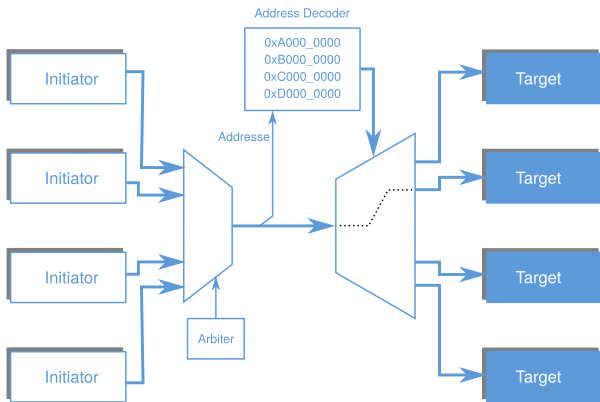 Address Decoder
0xA000_0000
0xB000_0000
0xC000_0000
0xD000_0000
Initiator
Target
Addresse
Initiator
Target
Initiator
Target
Arbiter
Initiator
Target